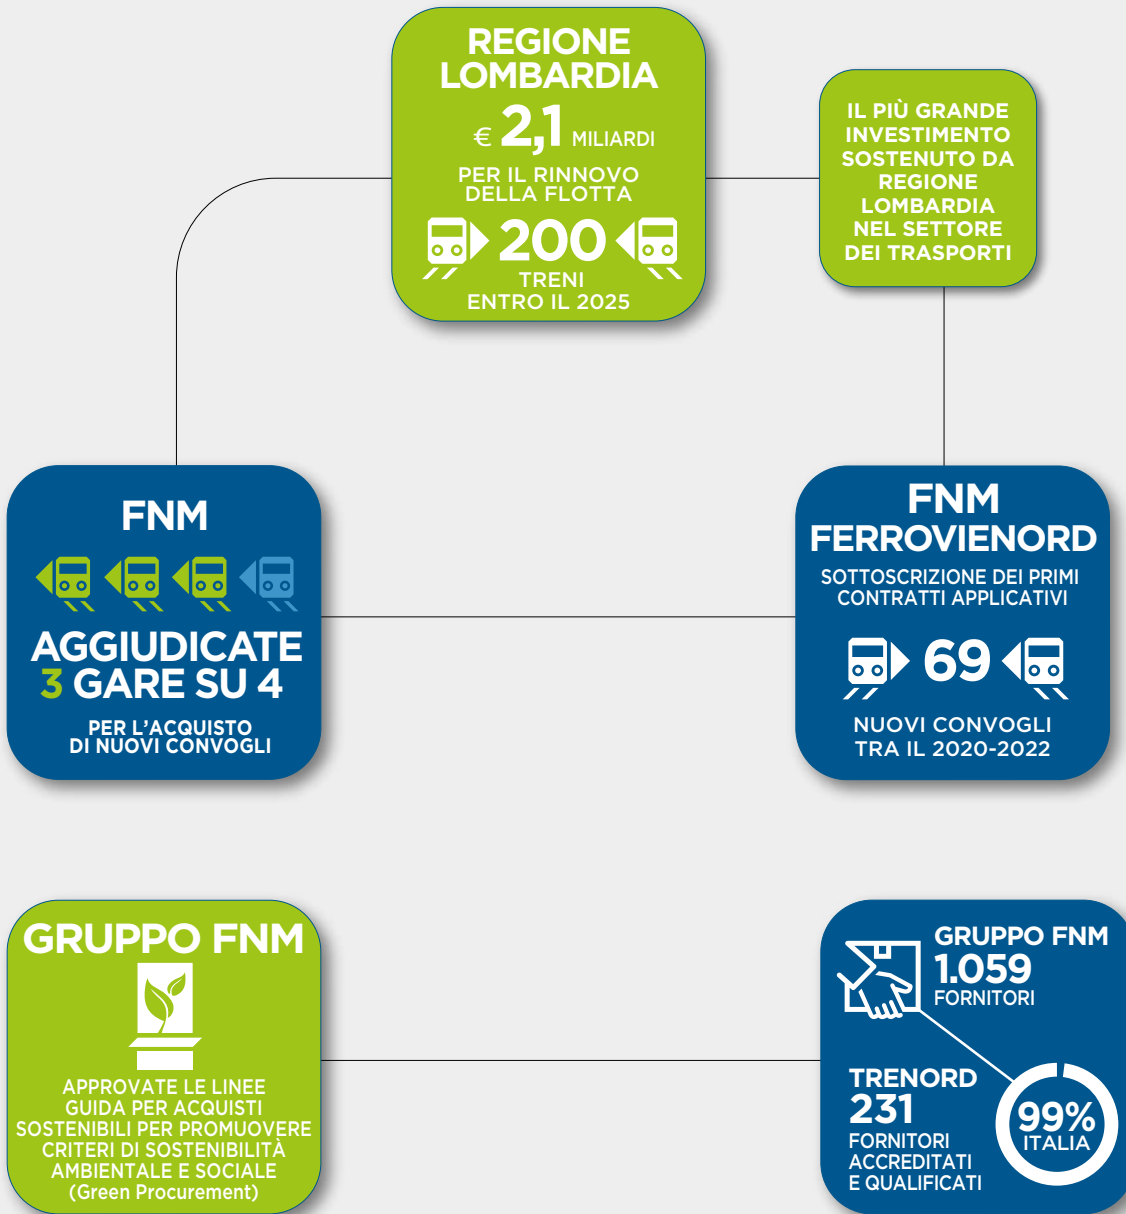 REGIONE
LOMBARDIA
€ 2,1 MILIARDI
PER IL RINNOVO
DELLA FLOTTA
200
TRENI
ENTRO IL 2025
IL PIÙ GRANDE
INVESTIMENTO
SOSTENUTO DA
REGIONE
LOMBARDIA
NEL SETTORE
DEI TRASPORTI
FNM
AGGIUDICATE
3 GARE SU 4
PER L'ACQUISTO
DI NUOVI CONVOGLI
FNM
FERROVIENORD
SOTTOSCRIZIONE DEI PRIMI
CONTRATTI APPLICATIVI
69
NUOVI CONVOGLI
TRA IL 2020-2022
GRUPPO FNM
APPROVATE LE LINEE
GUIDA PER ACQUISTI
SOSTENIBILI PER PROMUOVERE
CRITERI DI SOSTENIBILITÀ
AMBIENTALE E SOCIALE
(Green Procurement)
GRUPPO FNM
1.059
FORNITORI
TRENORD
231
FORNITORI
ACCREDITATI
E QUALIFICATI
99%
ITALIA